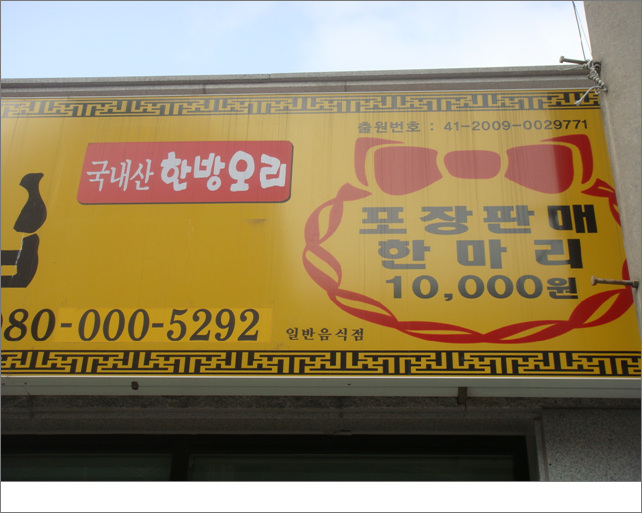 출원번호 : 41-2009-0029771
국내산 한방오리
포장판매
한마리
10,000원
080-000-5292
일반음식점